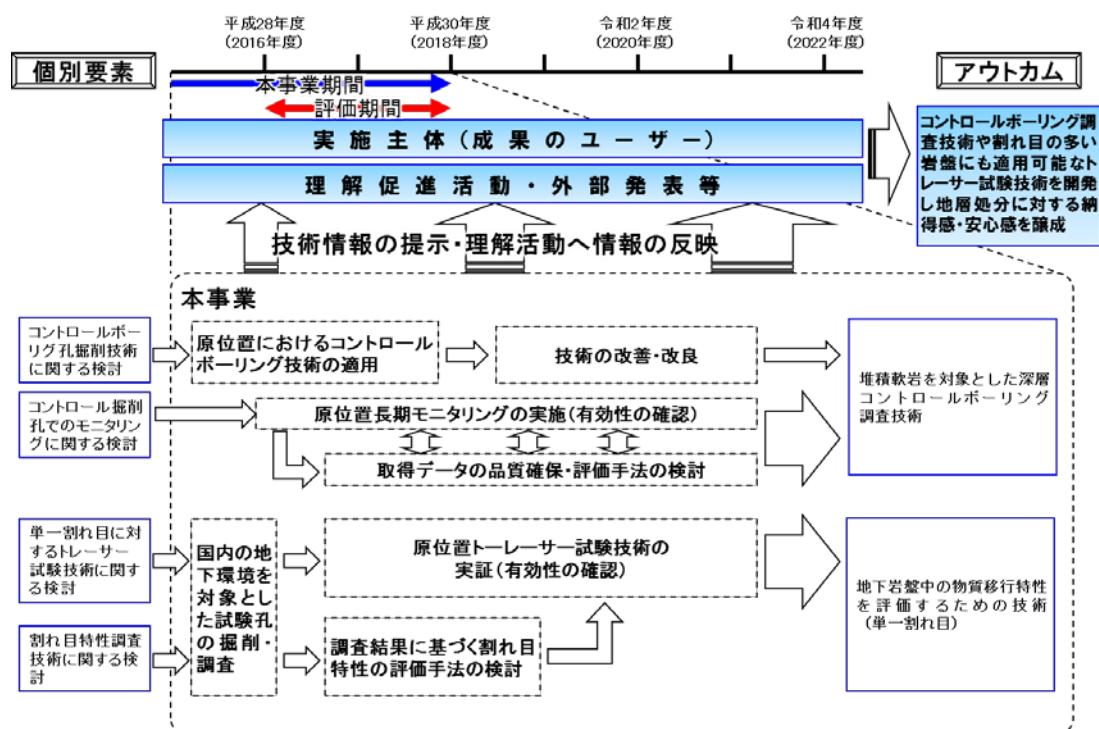 平成28年度
(2016年度)
平成30年度
(2018年度)
令和2年度
(2020年度)
令和4年度
(2022年度)
個別要素
アウトカム
本事業期間
評価期間
実施主体(成果のユーザー)
理解促進活動・外部発表等
コントロールボーリング調
査技術や割れ目の多い
岩盤にも適用可能なト
レーサー試験技術を開発
し地層処分に対する納
得感・安心感を醸成
技術情報の提示・理解活動へ情報の反映
本事業
コントロールボー
リグ孔掘削技術
に関する検討
原位置におけるコントロール
ボーリング技術の適用
技術の改善・改良
堆積軟岩を対象とした深層
コントロールボーリング
調査技術
コントロール掘削
孔でのモニタリン
グに関する検討
原位置長期モニタリングの実施(有効性の確認)
取得データの品質確保・評価手法の検討
単一割れ目に対
するトレーサー
試験技術に関す
る検討
国内の地
下環境を
対象とし
た試験孔
の掘削・
調査
原位置トーレーサー試験技術の
実証(有効性の確認)
地下岩盤中の物質移行特性
を評価するための技術
(単一割れ目)
割れ目特性調査
技術に関する検
討
調査結果に基づく割れ目
特性の評価手法の検討